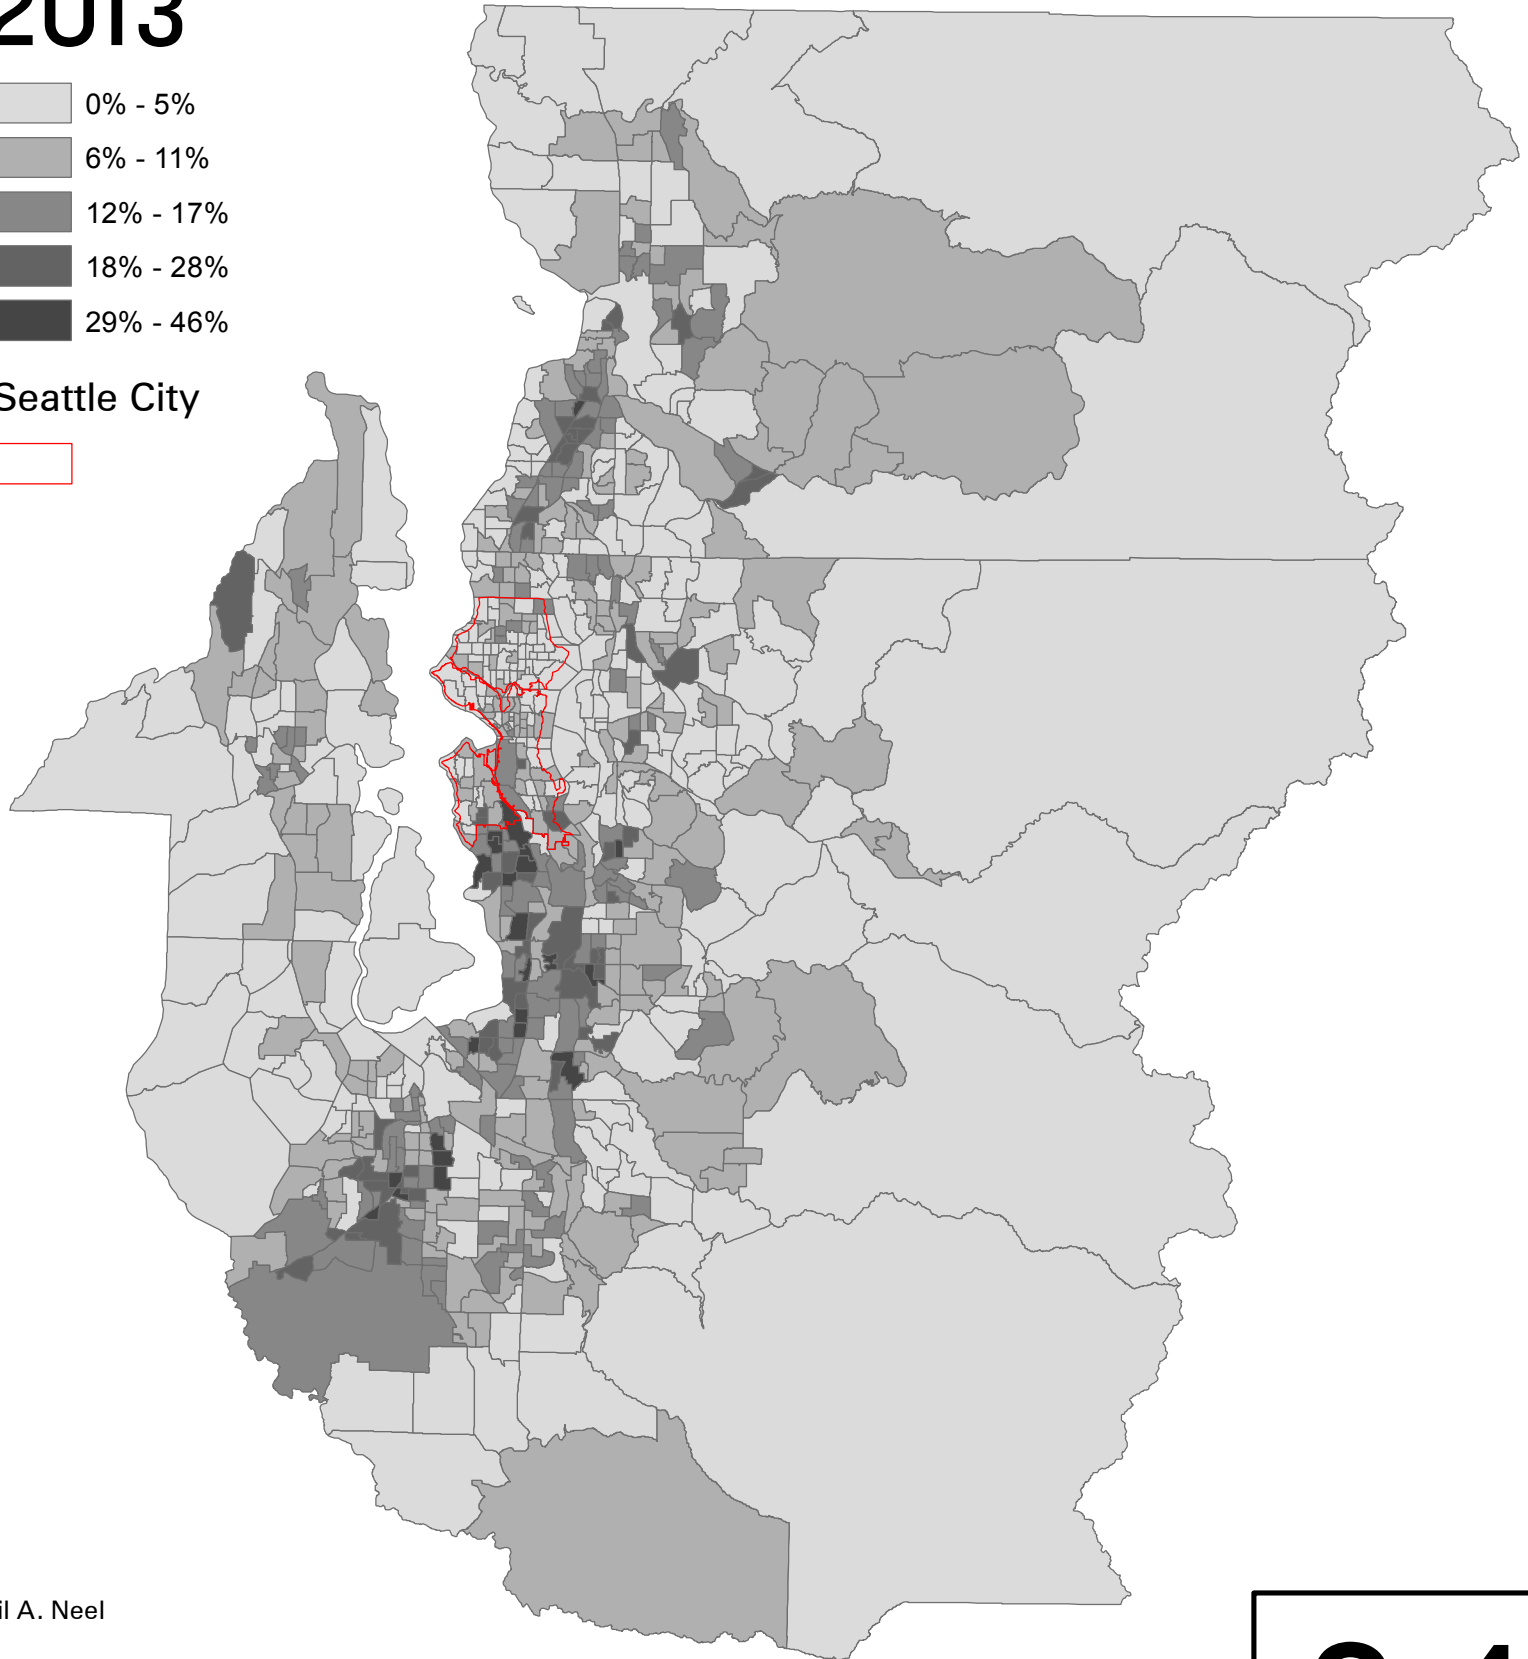 2013
0% - 5%
6% - 11%
12% - 17%
18% - 28%
29% - 46%
Seattle City
il A. Neel